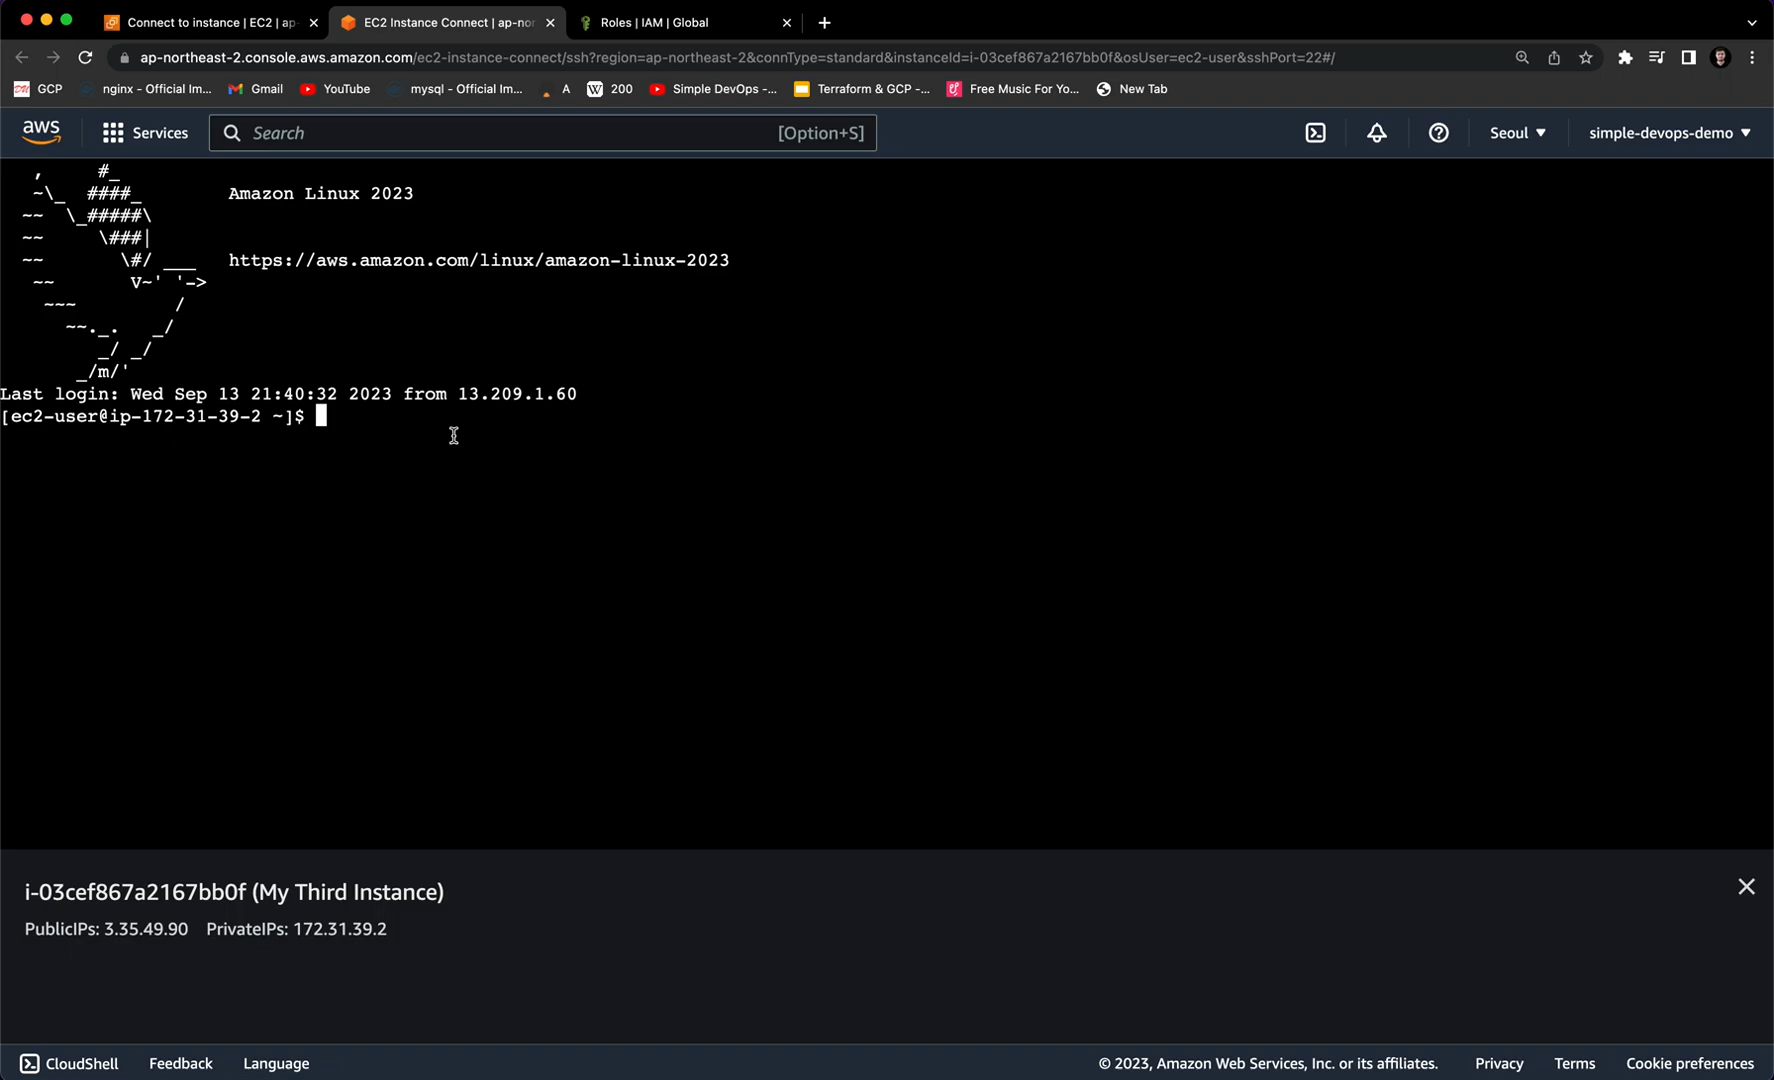 Connect to instance | EC2 | ap-
EC2 Instance Connect | ap-nor
Roles | IAM | Global
ap-northeast-2.console.aws.amazon.com/ec2-instance-connect/ssh?region=ap-northeast-2&connType=standard&instanceId=i-03cef867a2167bb0f&osUser=ec2-user&sshPort=22#/
GCP
nginx - Official Im...
Gmail
YouTube
mysql - Official Im...
A
200
Simple DevOps -...
Terraform & GCP -...
Free Music For Yo...
New Tab
aws
Services
Search
[Option+S]
Seoul
simple-devops-demo
   ,     #_
   ~\_  ####_        Amazon Linux 2023
  ~~  \_#####\
  ~~     \###|
  ~~       \#/ ___   https://aws.amazon.com/linux/amazon-linux-2023
   ~~       V~' '->
    ~~~         /
      ~~._.   _/
         _/ _/
       _/m/'
Last login: Wed Sep 13 21:40:32 2023 from 13.209.1.60
[ec2-user@ip-172-31-39-2 ~]$
i-03cef867a2167bb0f (My Third Instance)
PublicIPs: 3.35.49.90 PrivateIPs: 172.31.39.2
CloudShell
Feedback
Language
© 2023, Amazon Web Services, Inc. or its affiliates.
Privacy
Terms
Cookie preferences